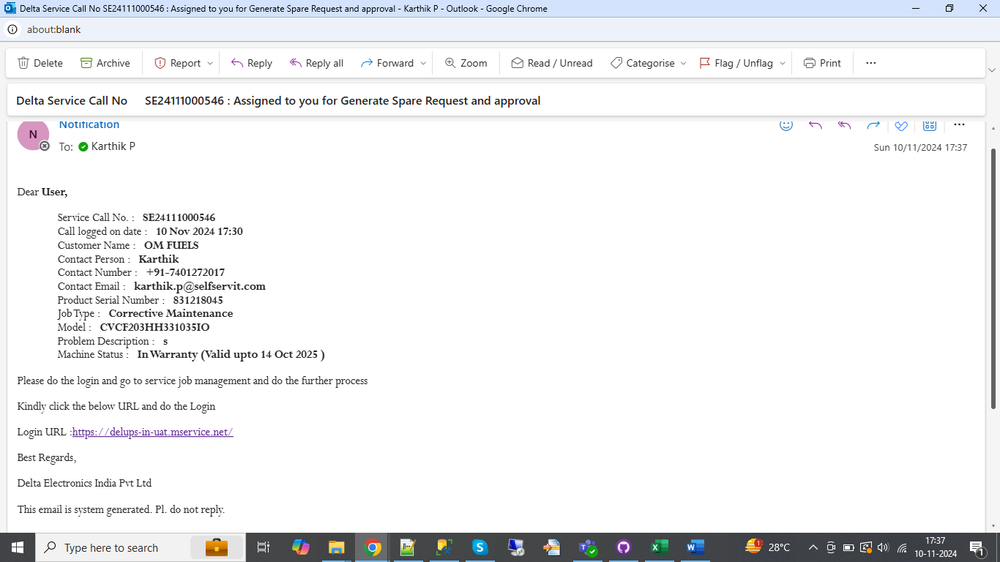 Delta Service Call No SE24111000546 : Assigned to you for Generate Spare Request and approval - Karthik P - Outlook - Google Chrome
about:blank
Delete Archive Report Reply Reply all Forward Zoom Read / Unread Categorise Flag / Unflag Print ...
Delta Service Call No SE24111000546 : Assigned to you for Generate Spare Request and approval
N Notification
To: Karthik P
Sun 10/11/2024 17:37
Dear User,
Service Call No. : SE24111000546
Call logged on date : 10 Nov 2024 17:30
Customer Name : OM FUELS
Contact Person : Karthik
Contact Number : +91-7401272017
Contact Email : karthik.p@selfservit.com
Product Serial Number : 831218045
Job Type : Corrective Maintenance
Model : CVCF203HH331035IO
Problem Description : s
Machine Status : In Warranty (Valid upto 14 Oct 2025 )
Please do the login and go to service job management and do the further process
Kindly click the below URL and do the Login
Login URL :https://delups-in-uat.mservice.net/
Best Regards,
Delta Electronics India Pvt Ltd
This email is system generated. Pl. do not reply.
Type here to search
1 28°C
17:37
10-11-2024
1